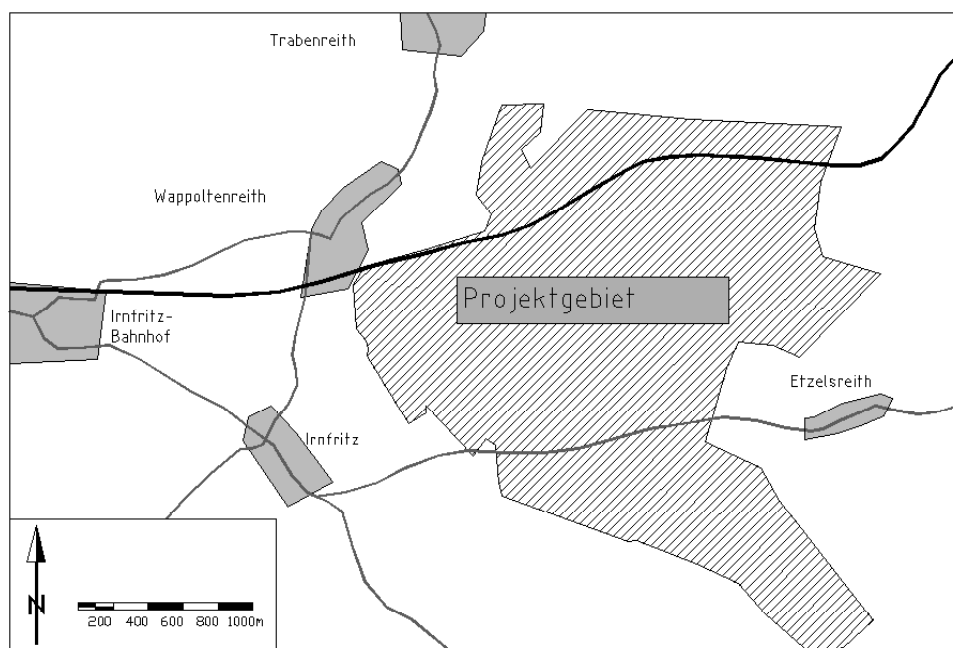 Trabenreith
Wappoltenreith
Projektgebiet
Irnfritz-
Bahnhof
Etzelsreith
Irnfritz
N
200 400 600 800 1000m